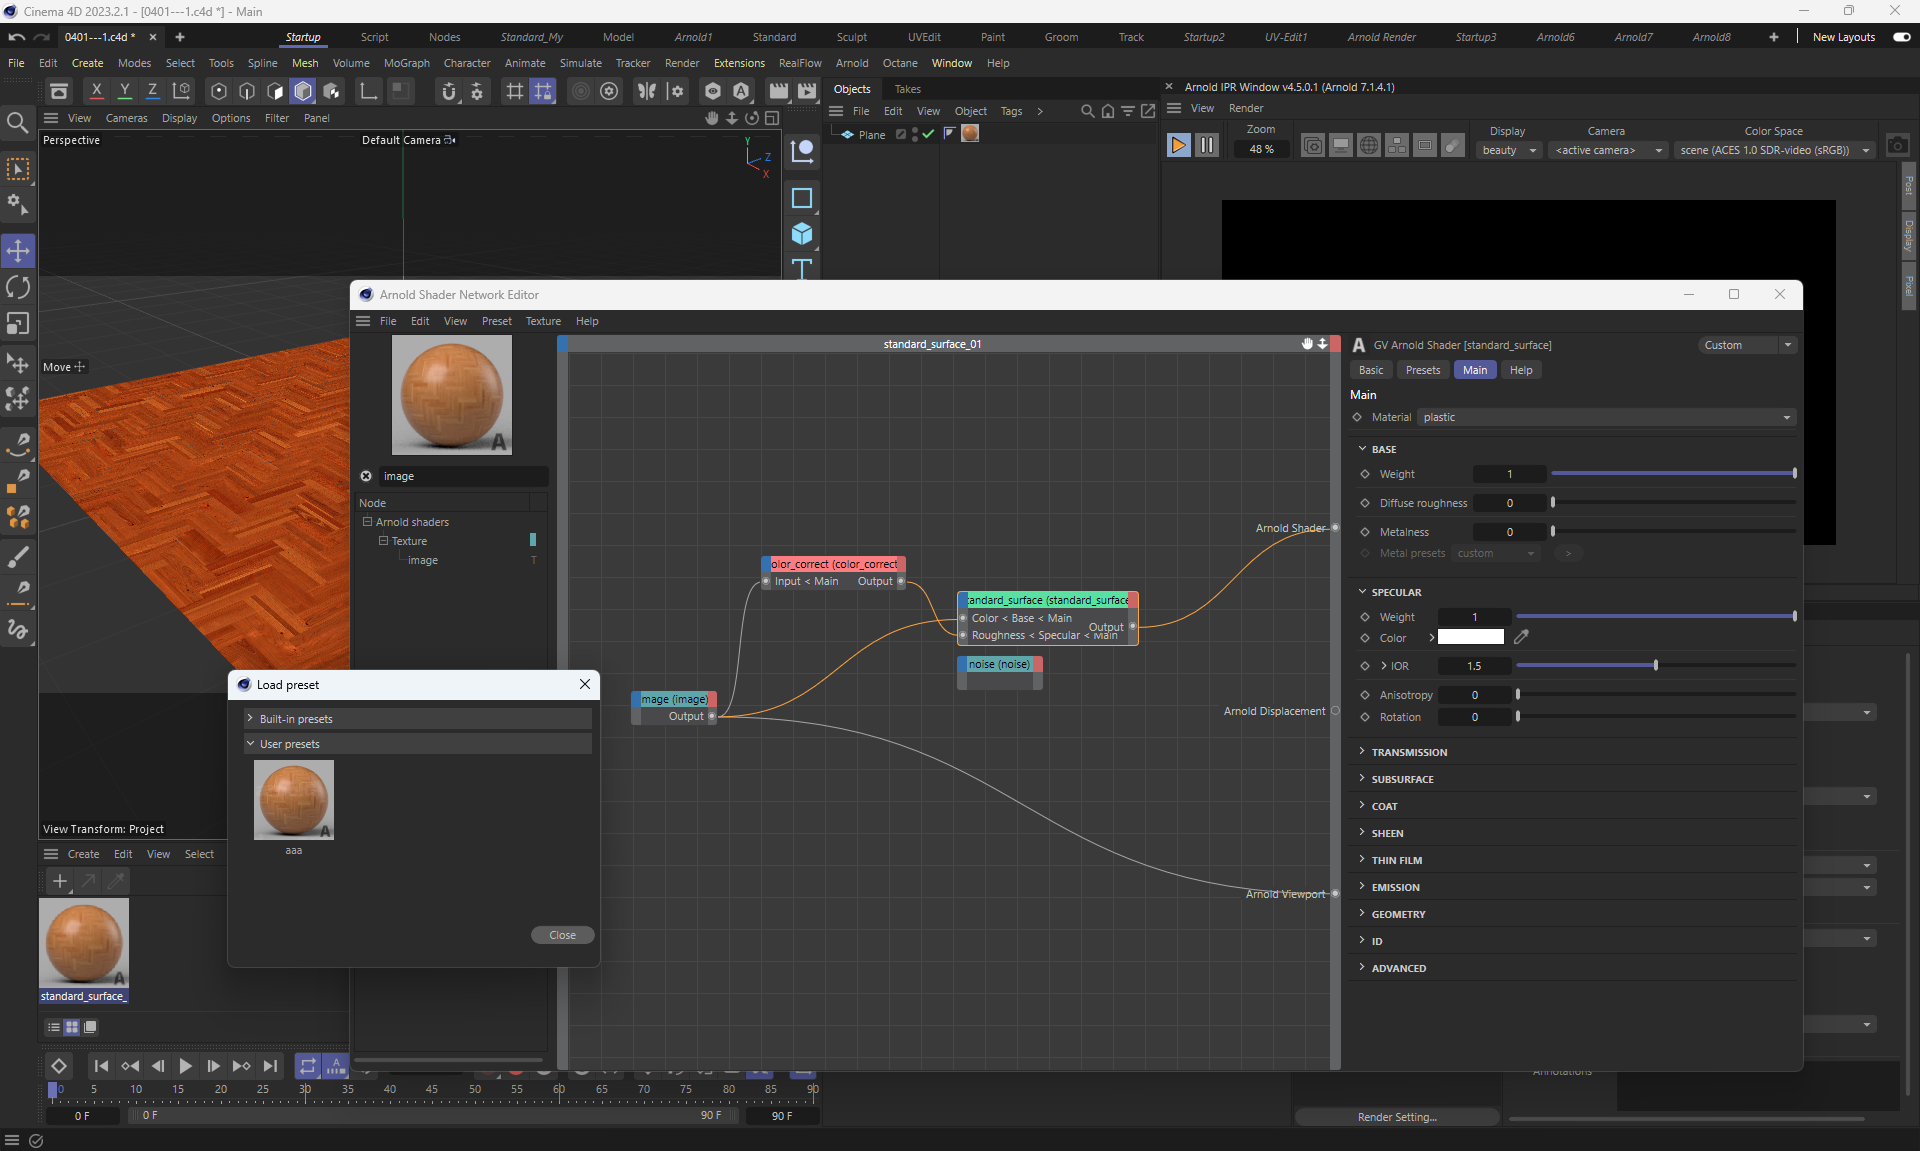 Cinema 4D 2023.2.1 - [0401---1.c4d *] - Main
0401---1.c4d *
Startup Script Nodes Standard_My Model Arnold1 Standard Sculpt UVEdit Paint Groom Track Startup2 UV-Edit1 Arnold Render Startup3 Arnold6 Arnold7 Arnold8 New Layouts
File Edit Create Modes Select Tools Spline Mesh Volume MoGraph Character Animate Simulate Tracker Render Extensions RealFlow Arnold Octane Window Help
X Y Z
Objects Takes
File Edit View Object Tags
Plane
Arnold IPR Window v4.5.0.1 (Arnold 7.1.4.1)
View Render
Zoom Display Camera Color Space
48 % beauty <active camera> scene (ACES 1.0 SDR-video (sRGB))
Post
Display
Pixel
View Cameras Display Options Filter Panel
Perspective
Default Camera
Y
Z
X
Move
View Transform: Project
Arnold Shader Network Editor
File Edit View Preset Texture Help
A
image
Node
Arnold shaders
Texture
image T
standard_surface_01
olor_correct (color_correct
Input < Main Output
tandard_surface (standard_surface
Color < Base < Main
Output
Roughness < Specular < Main
noise (noise)
mage (image)
Output
Arnold Shader
Arnold Displacement
Arnold Viewport
A GV Arnold Shader [standard_surface] Custom
Basic Presets Main Help
Main
Material plastic
BASE
Weight 1
Diffuse roughness 0
Metalness 0
Metal presets custom >
SPECULAR
Weight 1
Color
IOR 1.5
Anisotropy 0
Rotation 0
TRANSMISSION
SUBSURFACE
COAT
SHEEN
THIN FILM
EMISSION
GEOMETRY
ID
ADVANCED
Load preset
Built-in presets
User presets
A
aaa
Close
Create Edit View Select
A
standard_surface_
0 5 10 15 20 25 30 35 40 45 50 55 60 65 70 75 80 85 90
0 F 0 F 90 F 90 F
Annotations
Render Setting...